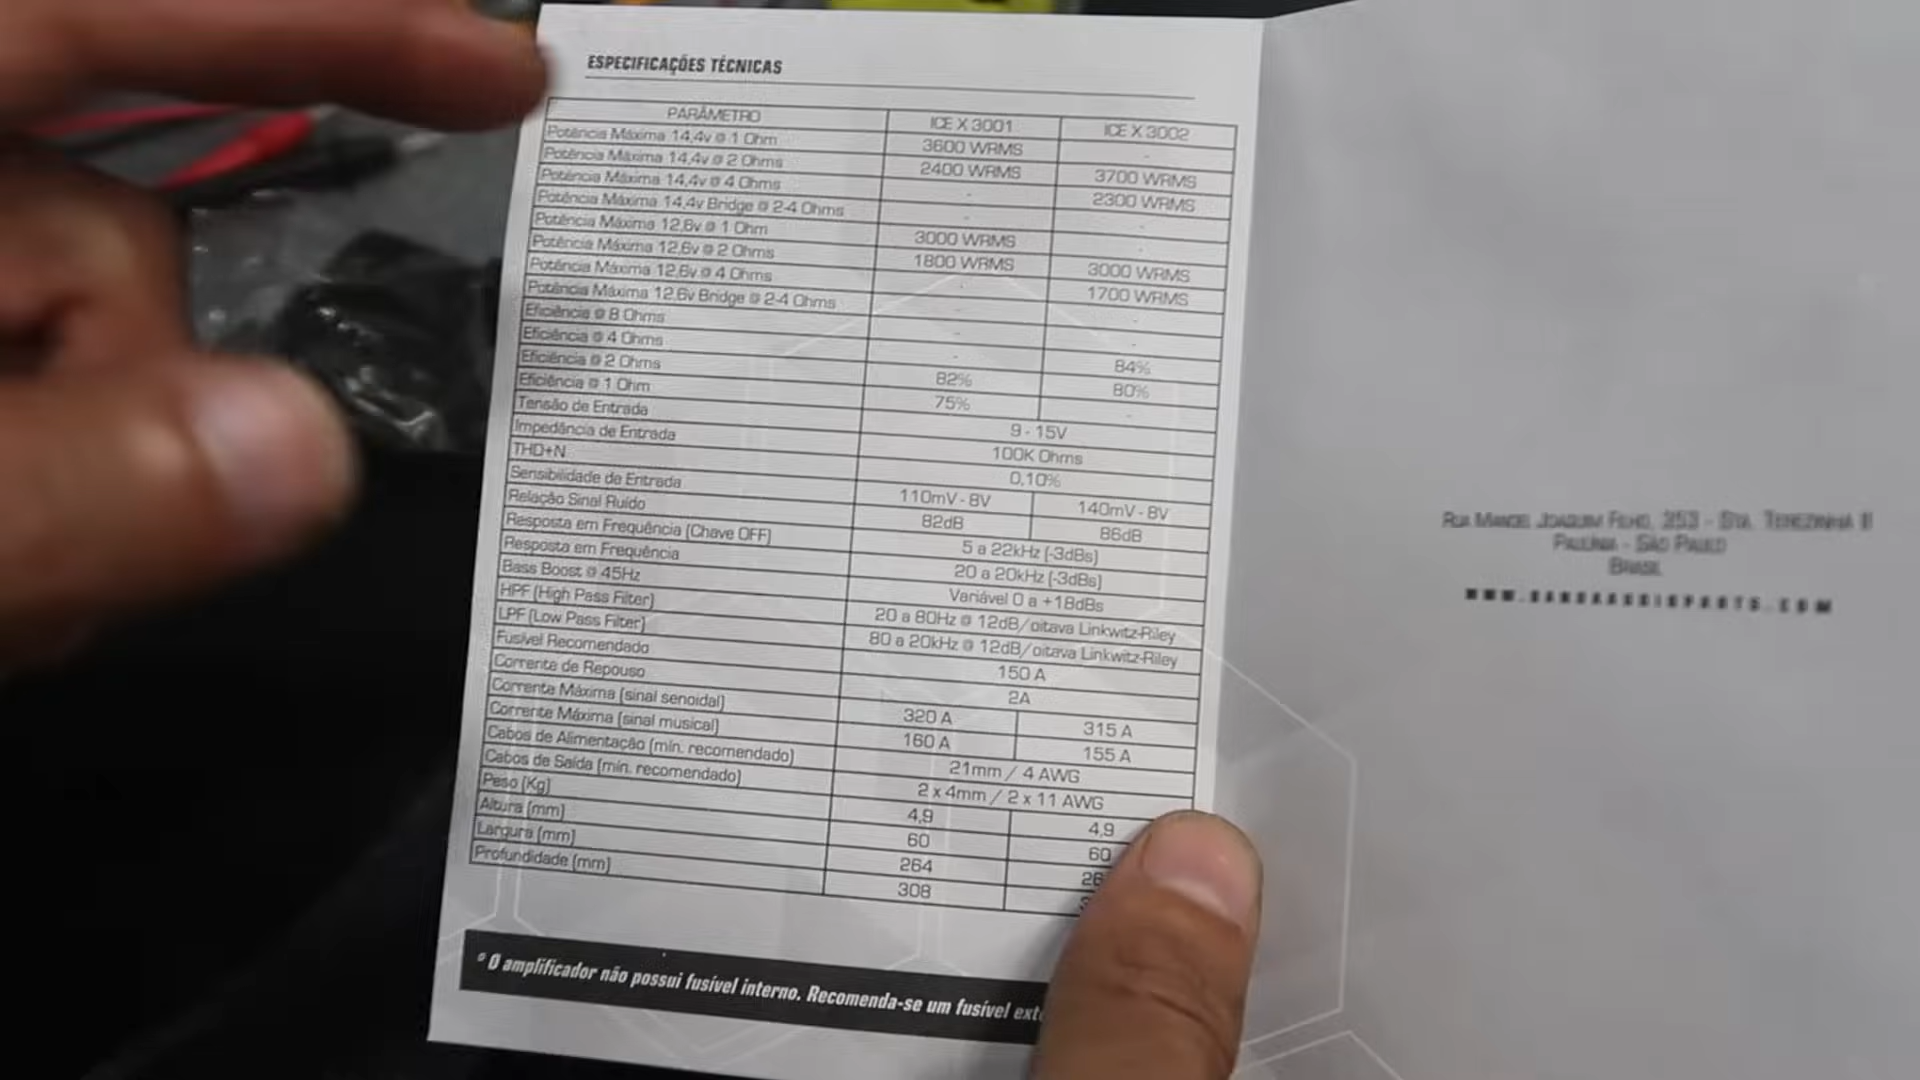 ESPECIFICAÇÕES TÉCNICAS
PARÂMETRO ICE X 3001 ICE X 3002
Potência Máxima 14,4v @ 1 Ohm 3600 WRMS -
Potência Máxima 14,4v @ 2 Ohms 2400 WRMS 3700 WRMS
Potência Máxima 14,4v @ 4 Ohms - 2300 WRMS
Potência Máxima 14,4v Bridge @ 2-4 Ohms - -
Potência Máxima 12,6v @ 1 Ohm 3000 WRMS -
Potência Máxima 12,6v @ 2 Ohms 1800 WRMS 3000 WRMS
Potência Máxima 12,6v @ 4 Ohms - 1700 WRMS
Potência Máxima 12,6v Bridge @ 2-4 Ohms - -
Eficiência @ 8 Ohms - -
Eficiência @ 4 Ohms - 84%
Eficiência @ 2 Ohms 82% 80%
Eficiência @ 1 Ohm 75% -
Tensão de Entrada 9 - 15V
Impedância de Entrada 100K Ohms
THD+N 0,10%
Sensibilidade de Entrada 110mV - 8V 140mV - 8V
Relação Sinal Ruído 82dB 86dB
Resposta em Frequência (Chave OFF) 5 a 22kHz (-3dBs)
Resposta em Frequência 20 a 20kHz (-3dBs)
Bass Boost @ 45Hz Variável 0 a +18dBs
HPF (High Pass Filter) 20 a 80Hz @ 12dB/oitava Linkwitz-Riley
LPF (Low Pass Filter) 80 a 20kHz @ 12dB/oitava Linkwitz-Riley
Fusível Recomendado 150 A
Corrente de Repouso 2A
Corrente Máxima (sinal senoidal) 320 A 315 A
Corrente Máxima (sinal musical) 160 A 155 A
Cabos de Alimentação (mín. recomendado) 21mm / 4 AWG
Cabos de Saída (mín. recomendado) 2 x 4mm / 2 x 11 AWG
Peso (Kg) 4,9 4,9
Altura (mm) 60 60
Largura (mm) 264 26
Profundidade (mm) 308
* O amplificador não possui fusível interno. Recomenda-se um fusível ext
Rua Manoel Joaquim Filho, - Sta. Terezinha II
Paulínia - São Paulo
Brasil